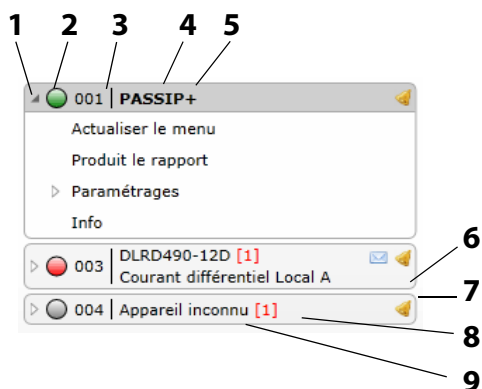 1 2 3 4 5
001 PASSIP+
Actualiser le menu
Produit le rapport
Paramétrages
Info
6
003 DLRD490-12D [1]
Courant différentiel Local A
7
004 Appareil inconnu [1]
8
9